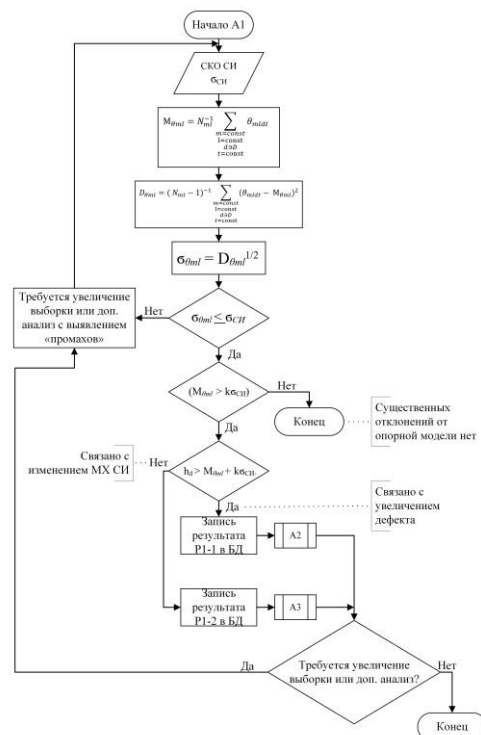 Начало А1
СКО СИ
σСИ
Mθml = Nml⁻¹ ∑ θmldt
m=const
l=const
d∋D
t=const
Dθml = ( Nml − 1)⁻¹ ∑ (θmldt − Mθml)²
m=const
l=const
d∋D
t=const
σθml = Dθml^1/2
Требуется увеличение
выборки или доп.
анализ с выявлением
«промахов»
Нет
σθml ≤ σСИ
Да
(Mθml > kσСИ)
Нет
Конец
Существенных
отклонений от
опорной модели нет
Да
Связано с
изменением МХ СИ
Нет
hd > Mθml + kσСИ.
Да
Связано с
увеличением
дефекта
Запись
результата
Р1-1 в БД
А2
Запись
результата
Р1-2 в БД
А3
Да
Требуется увеличение
выборки или доп. анализ?
Нет
Конец